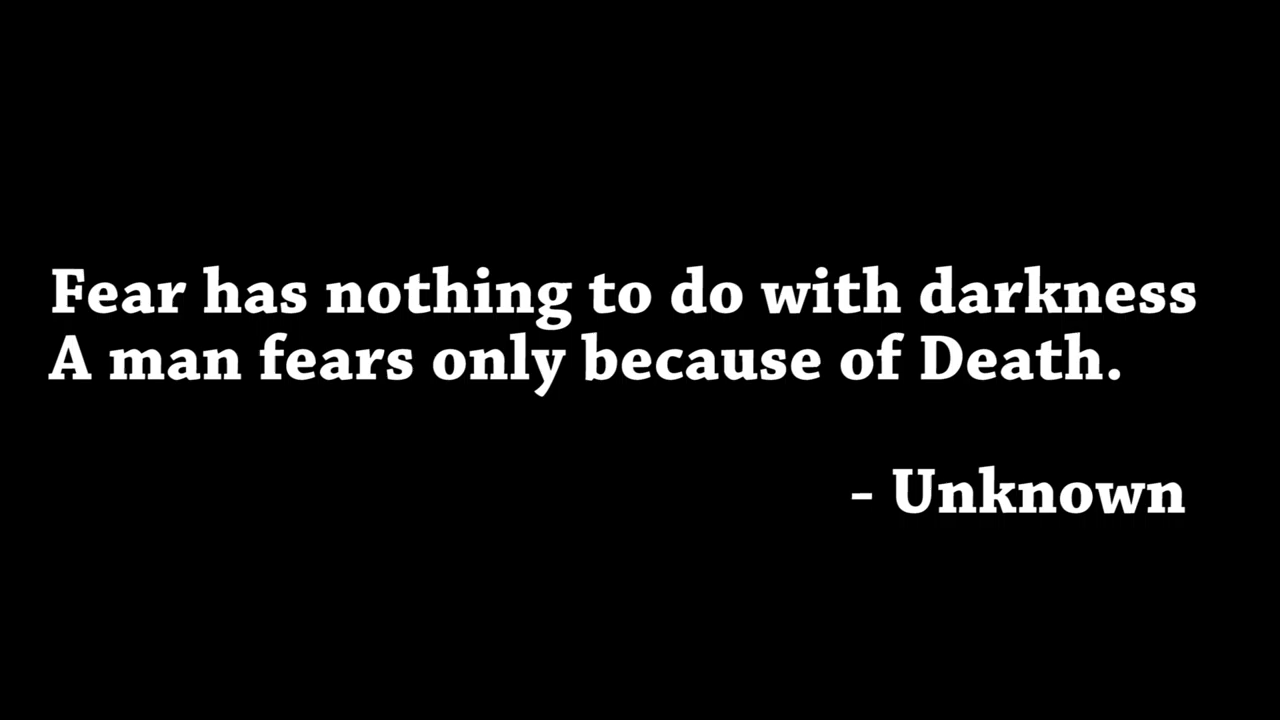 Fear has nothing to do with darkness
A man fears only because of Death.
- Unknown